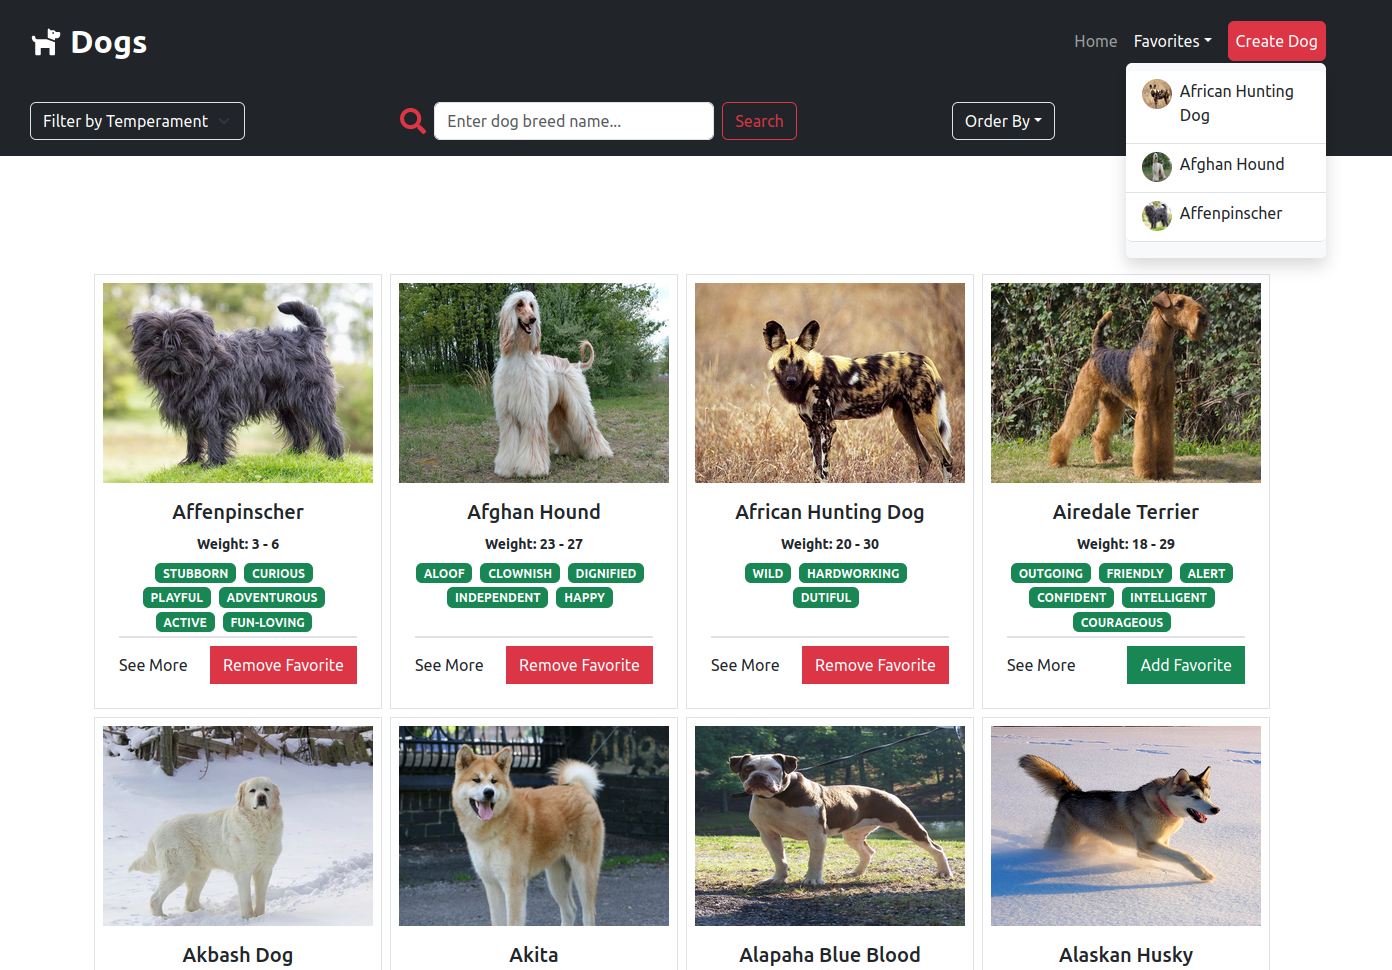 Dogs
Home Favorites Create Dog
African Hunting
Dog
Afghan Hound
Affenpinscher
Filter by Temperament Enter dog breed name... Search Order By
Affenpinscher
Weight: 3 - 6
STUBBORN CURIOUS
PLAYFUL ADVENTUROUS
ACTIVE FUN-LOVING
See More Remove Favorite
Afghan Hound
Weight: 23 - 27
ALOOF CLOWNISH DIGNIFIED
INDEPENDENT HAPPY
See More Remove Favorite
African Hunting Dog
Weight: 20 - 30
WILD HARDWORKING
DUTIFUL
See More Remove Favorite
Airedale Terrier
Weight: 18 - 29
OUTGOING FRIENDLY ALERT
CONFIDENT INTELLIGENT
COURAGEOUS
See More Add Favorite
Akbash Dog
Akita
Alapaha Blue Blood
Alaskan Husky